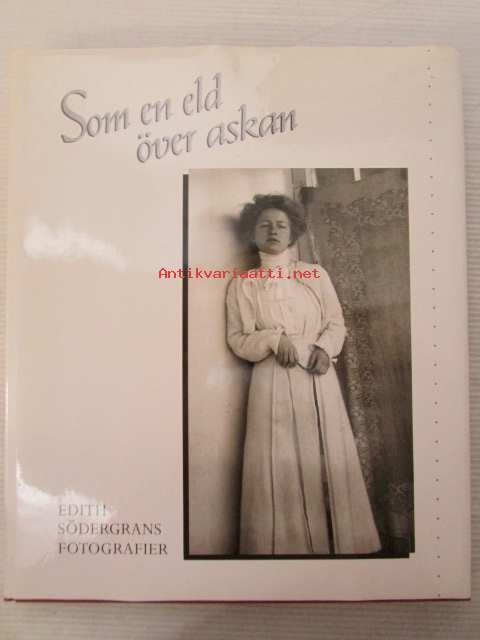 Som en eld
över askan
Antikvariaatti.net
EDITH
SÖDERGRANS
FOTOGRAFIER